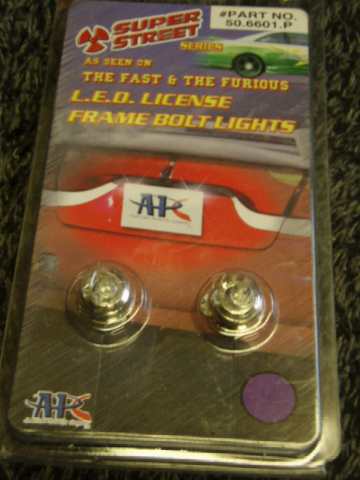 #PART NO.
50.6601.P
SUPER
STREET
SERIES
AS SEEN ON
THE FAST & THE FURIOUS
L.E.D. LICENSE
FRAME BOLT LIGHTS